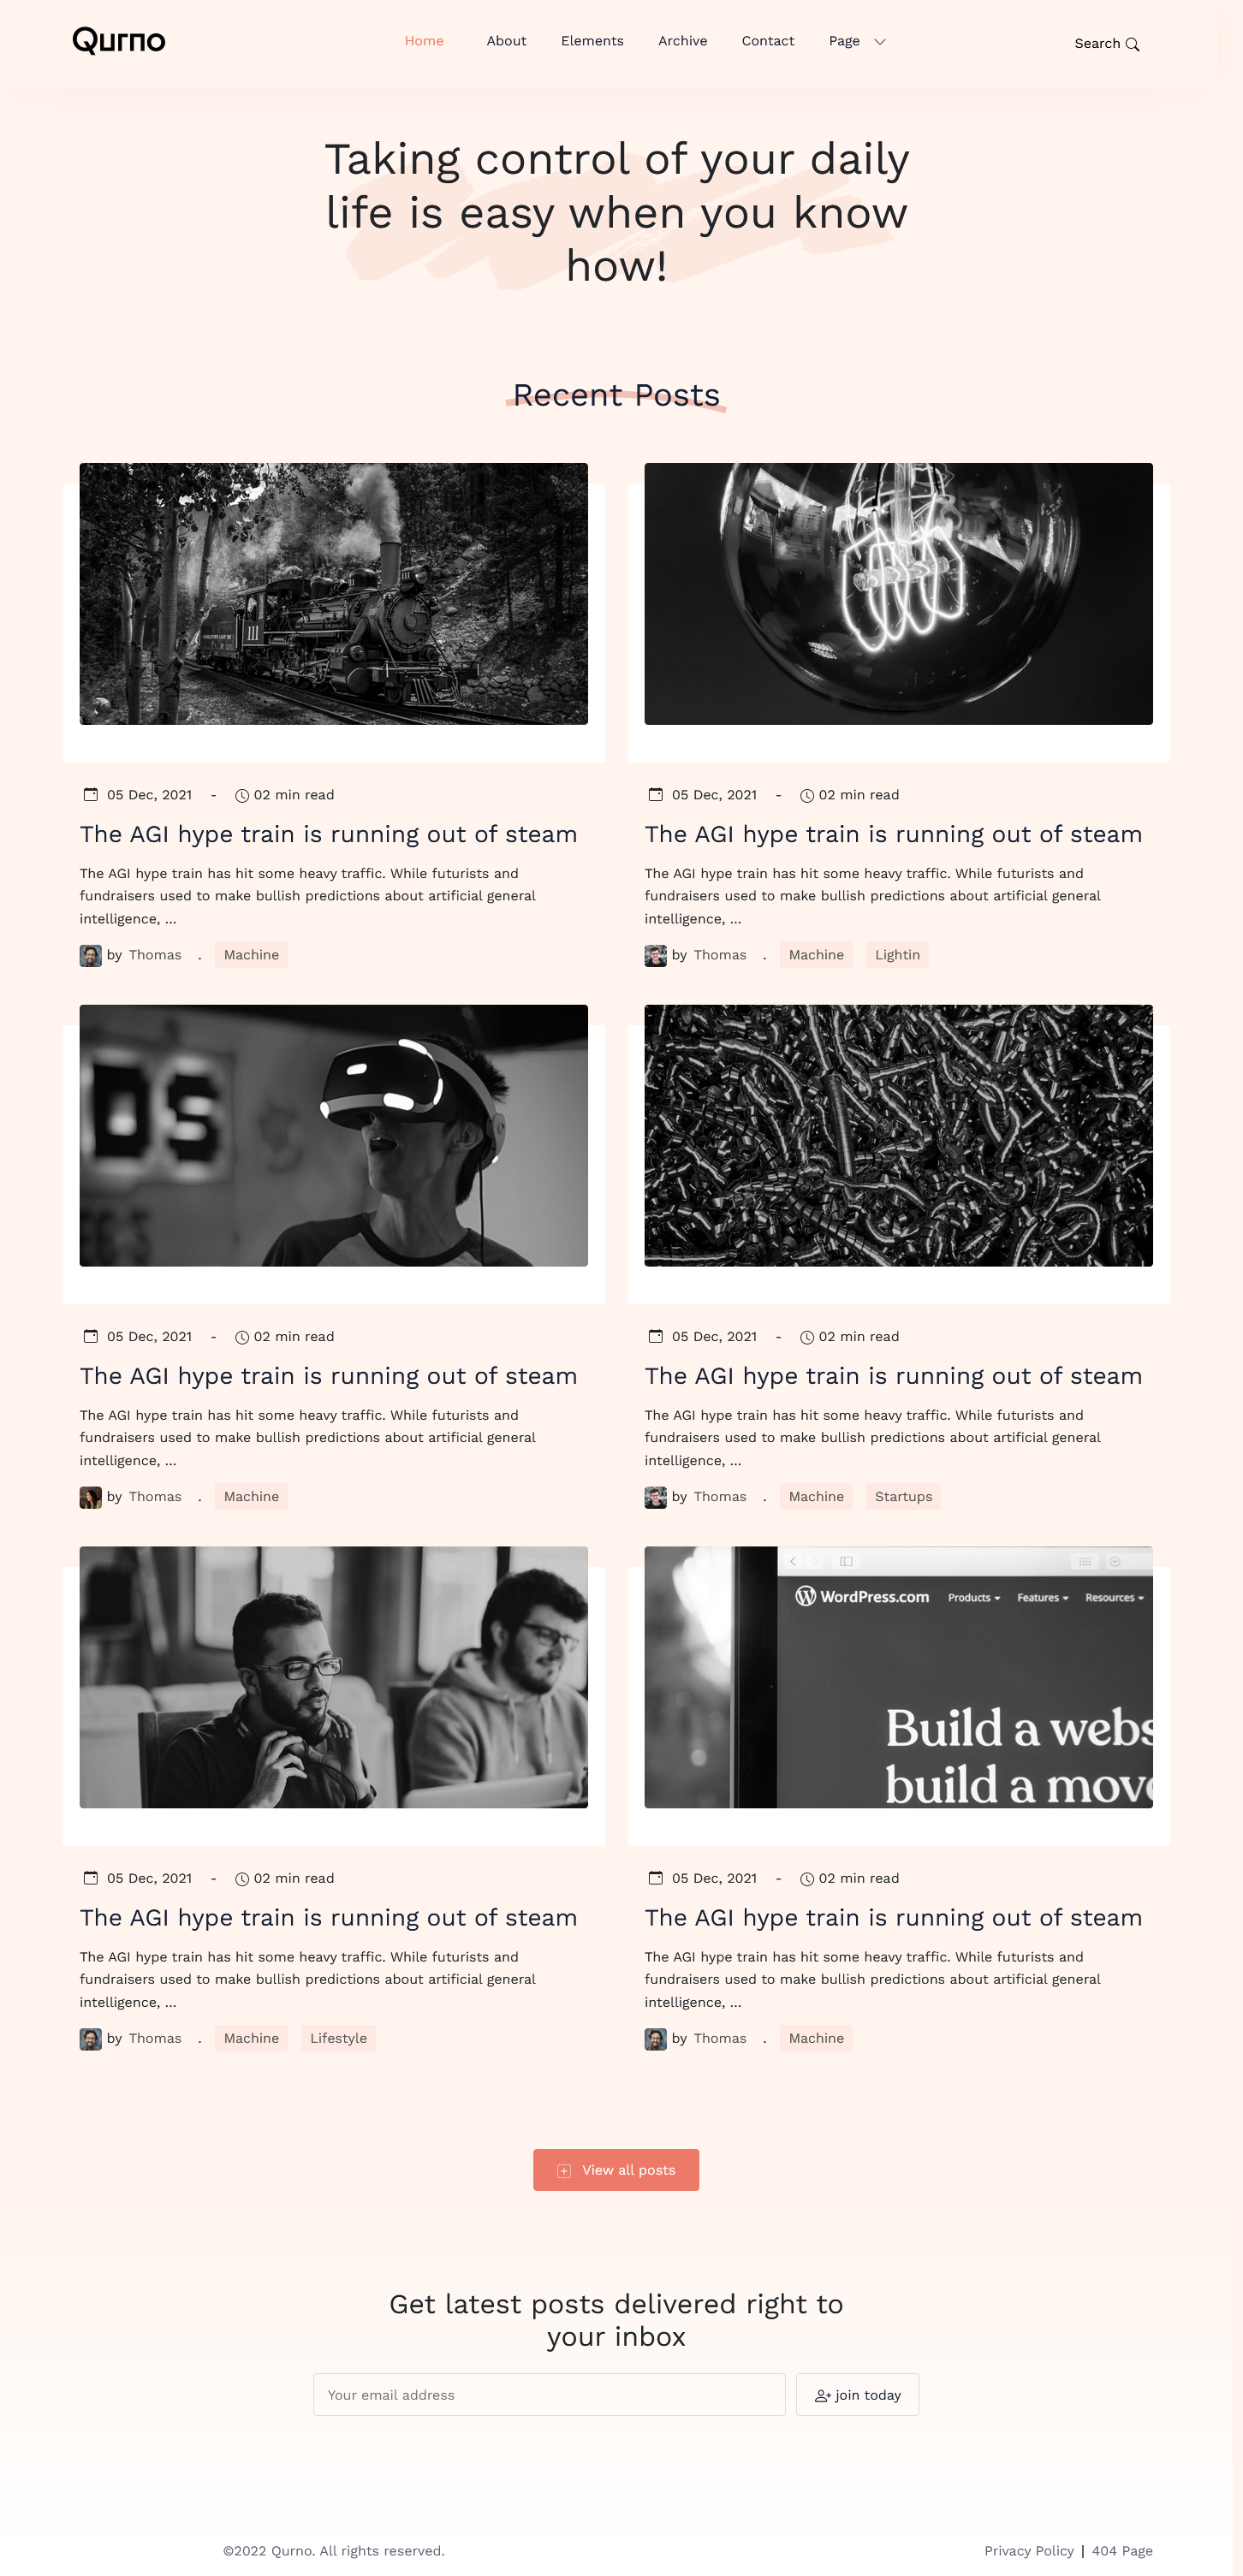 Qurno
Home About Elements Archive Contact Page Search
Taking control of your daily
life is easy when you know
how!
Recent Posts
111
05 Dec, 2021 - 02 min read
The AGI hype train is running out of steam
The AGI hype train has hit some heavy traffic. While futurists and
fundraisers used to make bullish predictions about artificial general
intelligence, ...
by Thomas . Machine
05 Dec, 2021 - 02 min read
The AGI hype train is running out of steam
The AGI hype train has hit some heavy traffic. While futurists and
fundraisers used to make bullish predictions about artificial general
intelligence, ...
by Thomas . Machine Lightin
OS
05 Dec, 2021 - 02 min read
The AGI hype train is running out of steam
The AGI hype train has hit some heavy traffic. While futurists and
fundraisers used to make bullish predictions about artificial general
intelligence, ...
by Thomas . Machine
05 Dec, 2021 - 02 min read
The AGI hype train is running out of steam
The AGI hype train has hit some heavy traffic. While futurists and
fundraisers used to make bullish predictions about artificial general
intelligence, ...
by Thomas . Machine Startups
05 Dec, 2021 - 02 min read
The AGI hype train is running out of steam
The AGI hype train has hit some heavy traffic. While futurists and
fundraisers used to make bullish predictions about artificial general
intelligence, ...
by Thomas . Machine Lifestyle
WordPress.com Products Features Resources
Build a webs
build a move
05 Dec, 2021 - 02 min read
The AGI hype train is running out of steam
The AGI hype train has hit some heavy traffic. While futurists and
fundraisers used to make bullish predictions about artificial general
intelligence, ...
by Thomas . Machine
View all posts
Get latest posts delivered right to
your inbox
Your email address
join today
©2022 Qurno. All rights reserved.
Privacy Policy | 404 Page